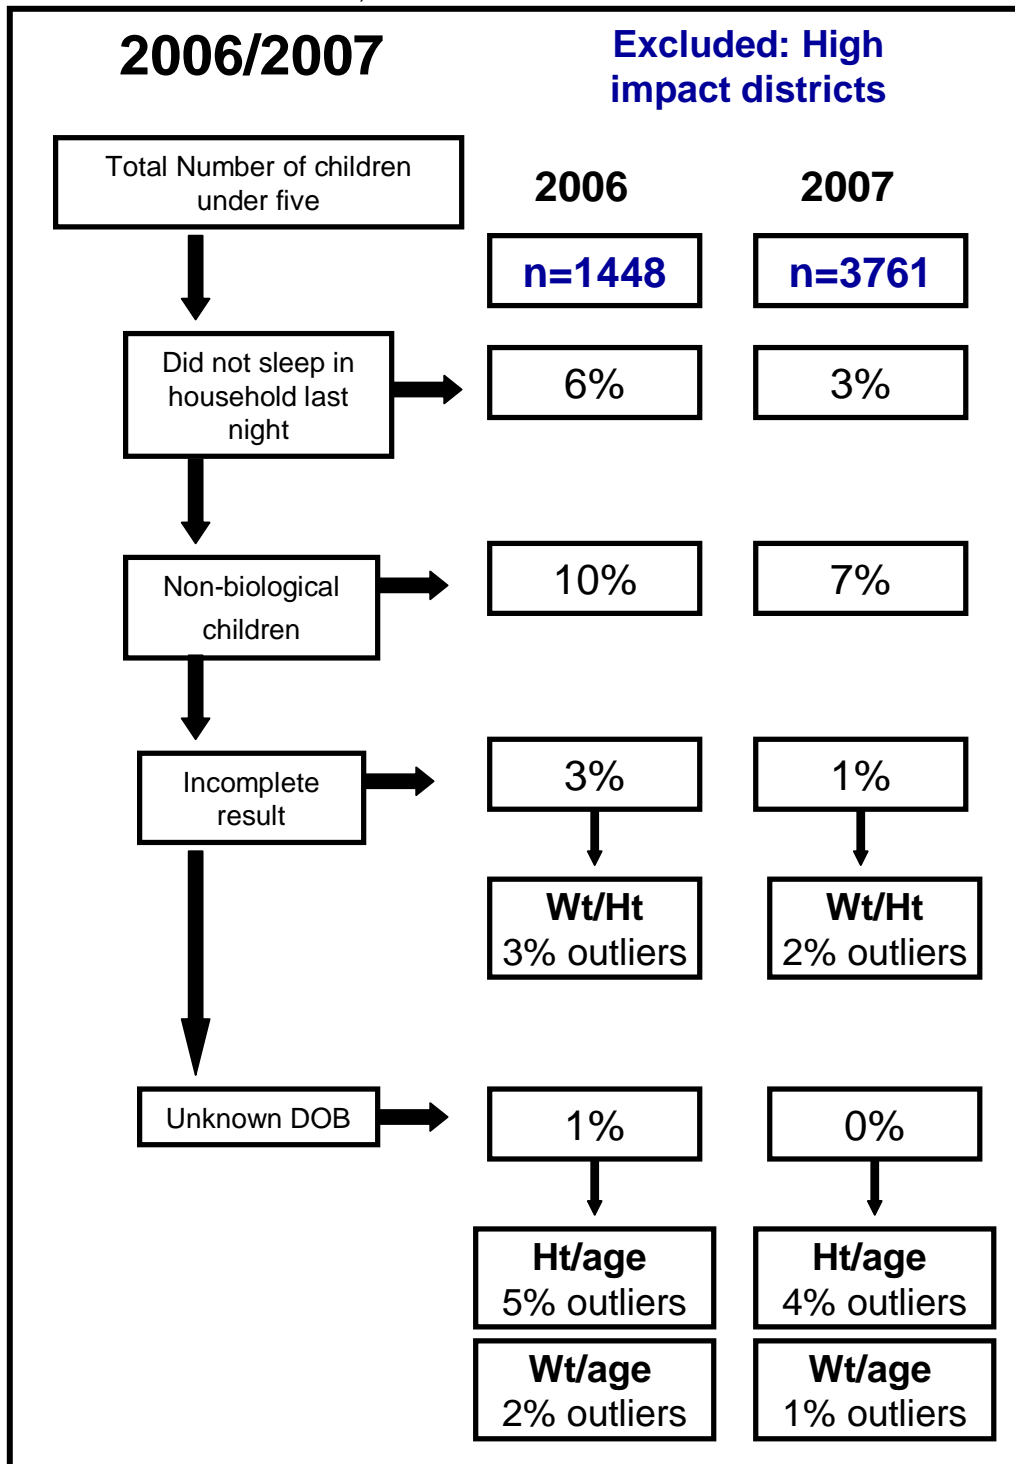 2006/2007
Excluded: High
impact districts
Total Number of children
under five
2006
2007
n=1448
n=3761
Did not sleep in
household last
night
6%
3%
Non-biological
children
10%
7%
Incomplete
result
3%
1%
Wt/Ht
3% outliers
Wt/Ht
2% outliers
Unknown DOB
1%
0%
Ht/age
5% outliers
Ht/age
4% outliers
Wt/age
2% outliers
Wt/age
1% outliers